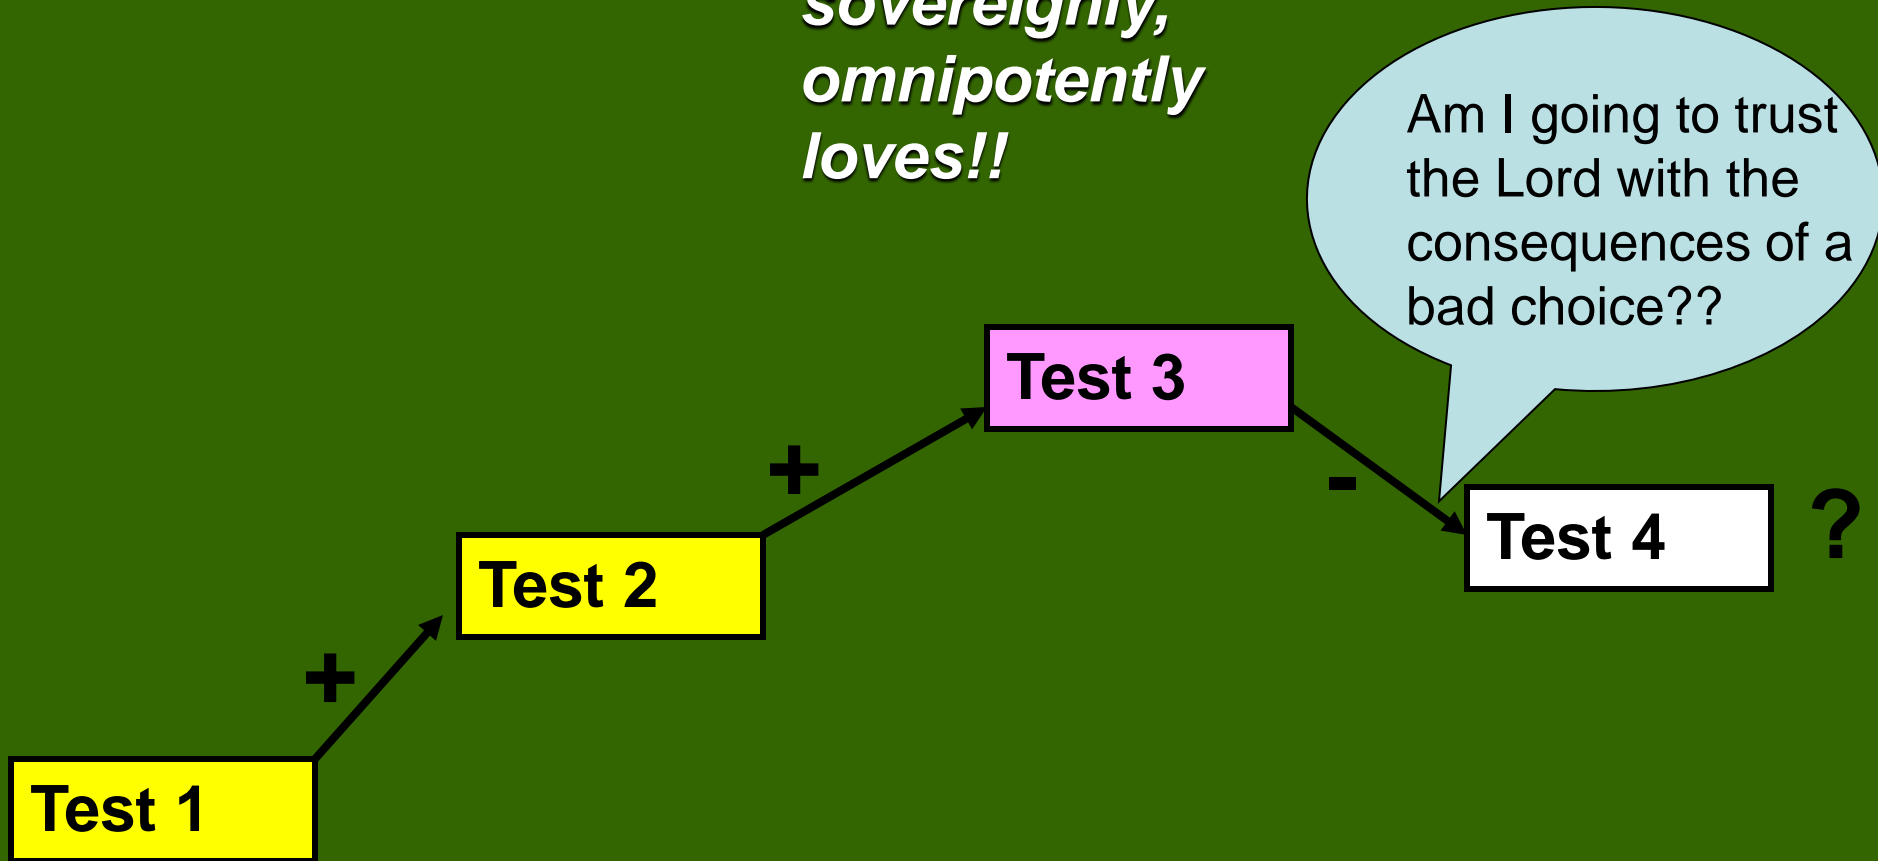 sovereignly,
omnipotently
loves!!
Am I going to trust
the Lord with the
consequences of a
bad choice??
Test 3
+
-
Test 4
?
Test 2
+
Test 1